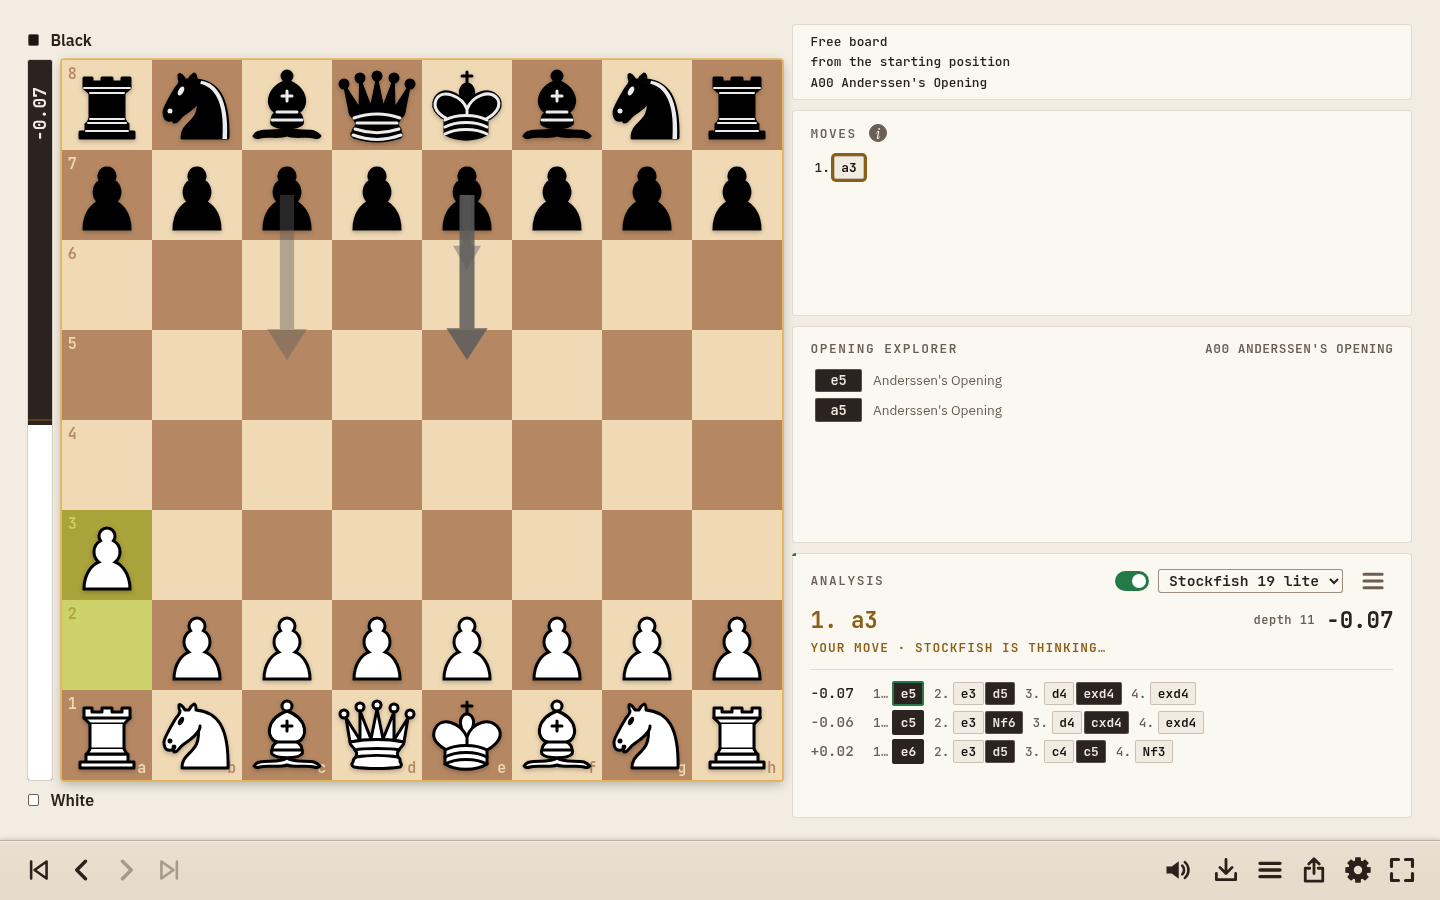 Black
-0.07
8
7
6
5
4
3
2
1
a b c d e f g h
White
Free board
from the starting position
A00 Anderssen's Opening
MOVES i
1. a3
OPENING EXPLORER A00 ANDERSSEN'S OPENING
e5 Anderssen's Opening
a5 Anderssen's Opening
ANALYSIS Stockfish 19 lite
1. a3 depth 11 -0.07
YOUR MOVE · STOCKFISH IS THINKING…
-0.07 1… e5 2. e3 d5 3. d4 exd4 4. exd4
-0.06 1… c5 2. e3 Nf6 3. d4 cxd4 4. exd4
+0.02 1… e6 2. e3 d5 3. c4 c5 4. Nf3